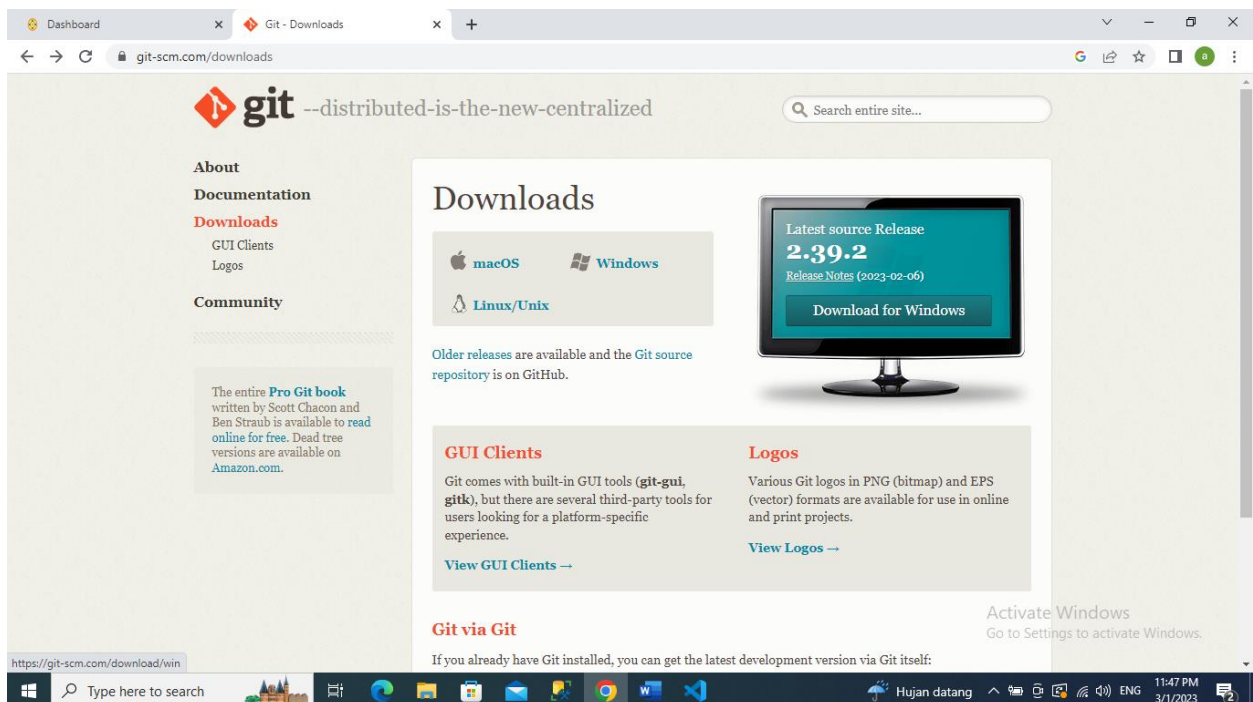 Dashboard
Git - Downloads
git-scm.com/downloads
G
a
git --distributed-is-the-new-centralized
Search entire site...
About
Documentation
Downloads
GUI Clients
Logos
Community
The entire Pro Git book
written by Scott Chacon and
Ben Straub is available to read
online for free. Dead tree
versions are available on
Amazon.com.
Downloads
macOS
Windows
Linux/Unix
Older releases are available and the Git source
repository is on GitHub.
Latest source Release
2.39.2
Release Notes (2023-02-06)
Download for Windows
GUI Clients
Git comes with built-in GUI tools (git-gui,
gitk), but there are several third-party tools for
users looking for a platform-specific
experience.
View GUI Clients →
Logos
Various Git logos in PNG (bitmap) and EPS
(vector) formats are available for use in online
and print projects.
View Logos →
Git via Git
If you already have Git installed, you can get the latest development version via Git itself:
Activate Windows
Go to Settings to activate Windows.
https://git-scm.com/download/win
Type here to search
Hujan datang
ENG
11:47 PM
3/1/2023
2